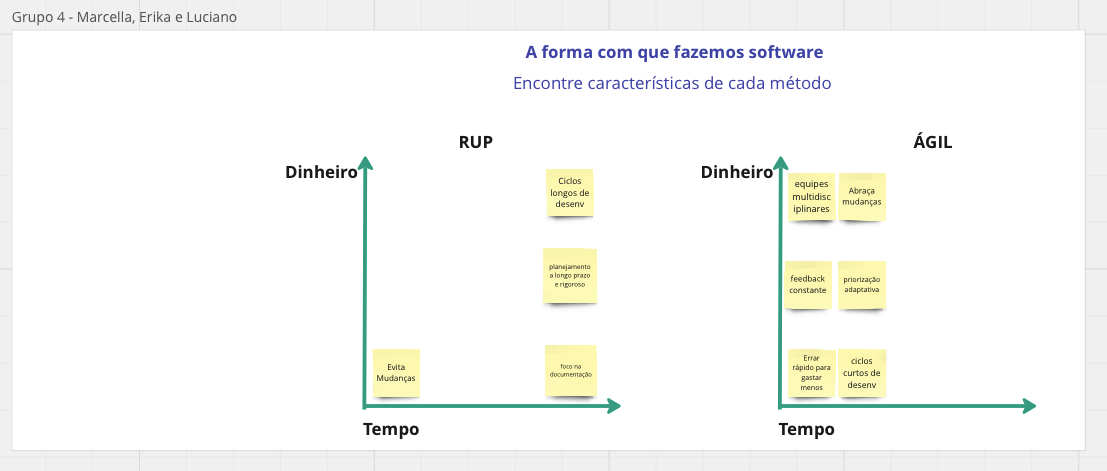 Grupo 4 - Marcella, Erika e Luciano
A forma com que fazemos software
Encontre características de cada método
RUP
Dinheiro
Ciclos
longos de
desenv
planejamento
a longo prazo
e rigoroso
Evita
Mudanças
foco na
documentação
Tempo
ÁGIL
Dinheiro
equipes
multidisc
iplinares
Abraça
mudanças
feedback
constante
priorização
adaptativa
Errar
rápido para
gastar
menos
ciclos
curtos de
desenv
Tempo